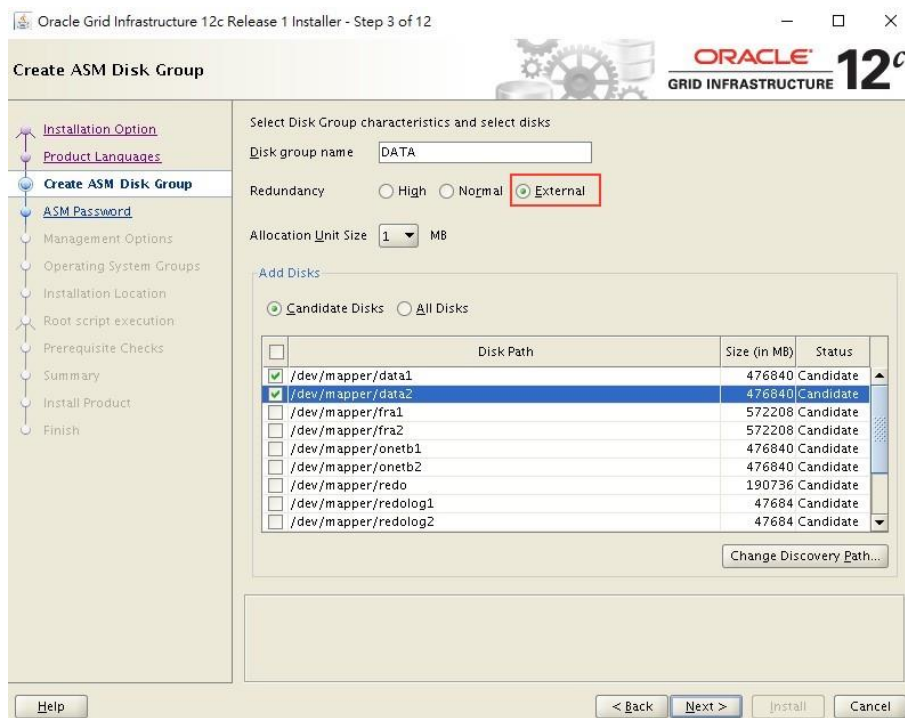 Oracle Grid Infrastructure 12c Release 1 Installer - Step 3 of 12
Create ASM Disk Group
ORACLE
GRID INFRASTRUCTURE
12c
Installation Option
Product Languages
Create ASM Disk Group
ASM Password
Management Options
Operating System Groups
Installation Location
Root script execution
Prerequisite Checks
Summary
Install Product
Finish
Select Disk Group characteristics and select disks
Disk group name DATA
Redundancy High Normal External
Allocation Unit Size 1 MB
Add Disks
Candidate Disks All Disks
Disk Path Size (in MB) Status
/dev/mapper/data1 476840 Candidate
/dev/mapper/data2 476840 Candidate
/dev/mapper/fra1 572208 Candidate
/dev/mapper/fra2 572208 Candidate
/dev/mapper/onetb1 476840 Candidate
/dev/mapper/onetb2 476840 Candidate
/dev/mapper/redo 190736 Candidate
/dev/mapper/redolog1 47684 Candidate
/dev/mapper/redolog2 47684 Candidate
Change Discovery Path...
Help < Back Next > Install Cancel